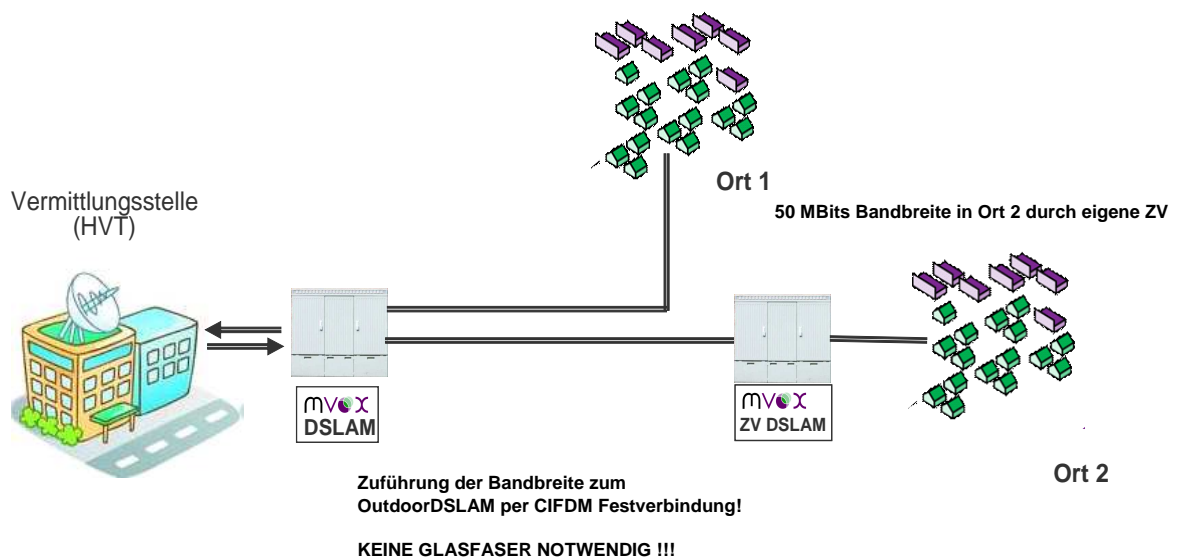 Ort 1
Vermittlungsstelle
(HVT)
50 MBits Bandbreite in Ort 2 durch eigene ZV
mvox
DSLAM
mvox
ZV DSLAM
Ort 2
Zuführung der Bandbreite zum
OutdoorDSLAM per CIFDM Festverbindung!
KEINE GLASFASER NOTWENDIG !!!